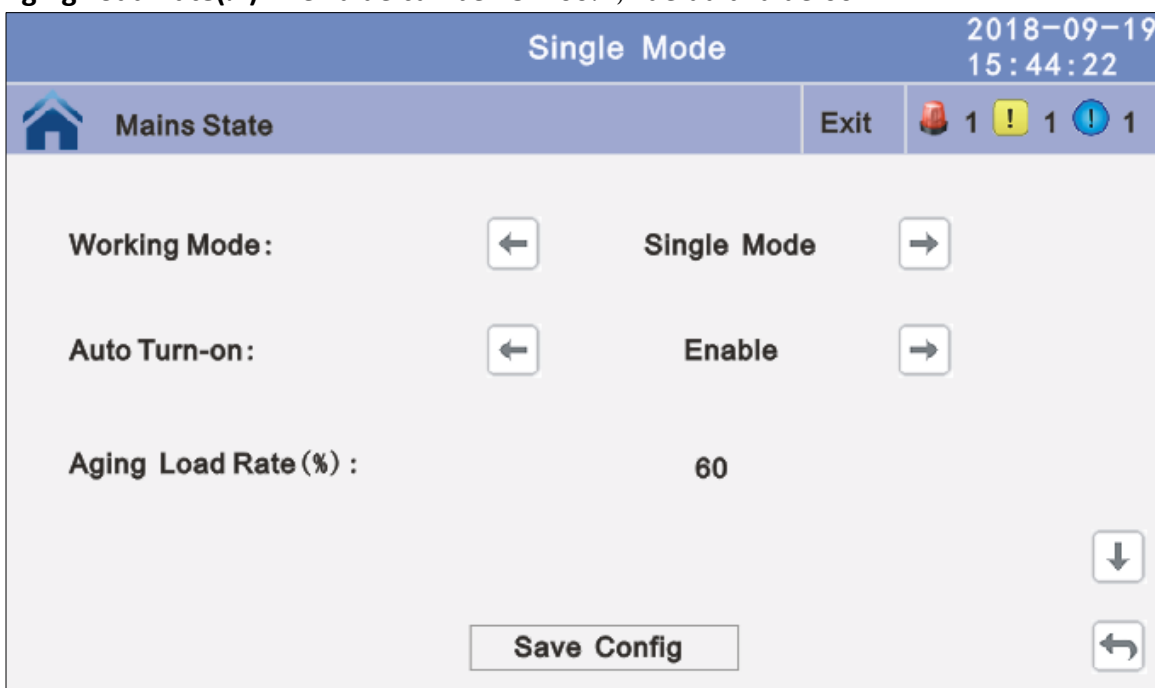 Single Mode
2018-09-19
15:44:22
Mains State
Exit
1
1
1
Working Mode:
Single Mode
Auto Turn-on:
Enable
Aging Load Rate(%) :
60
Save Config